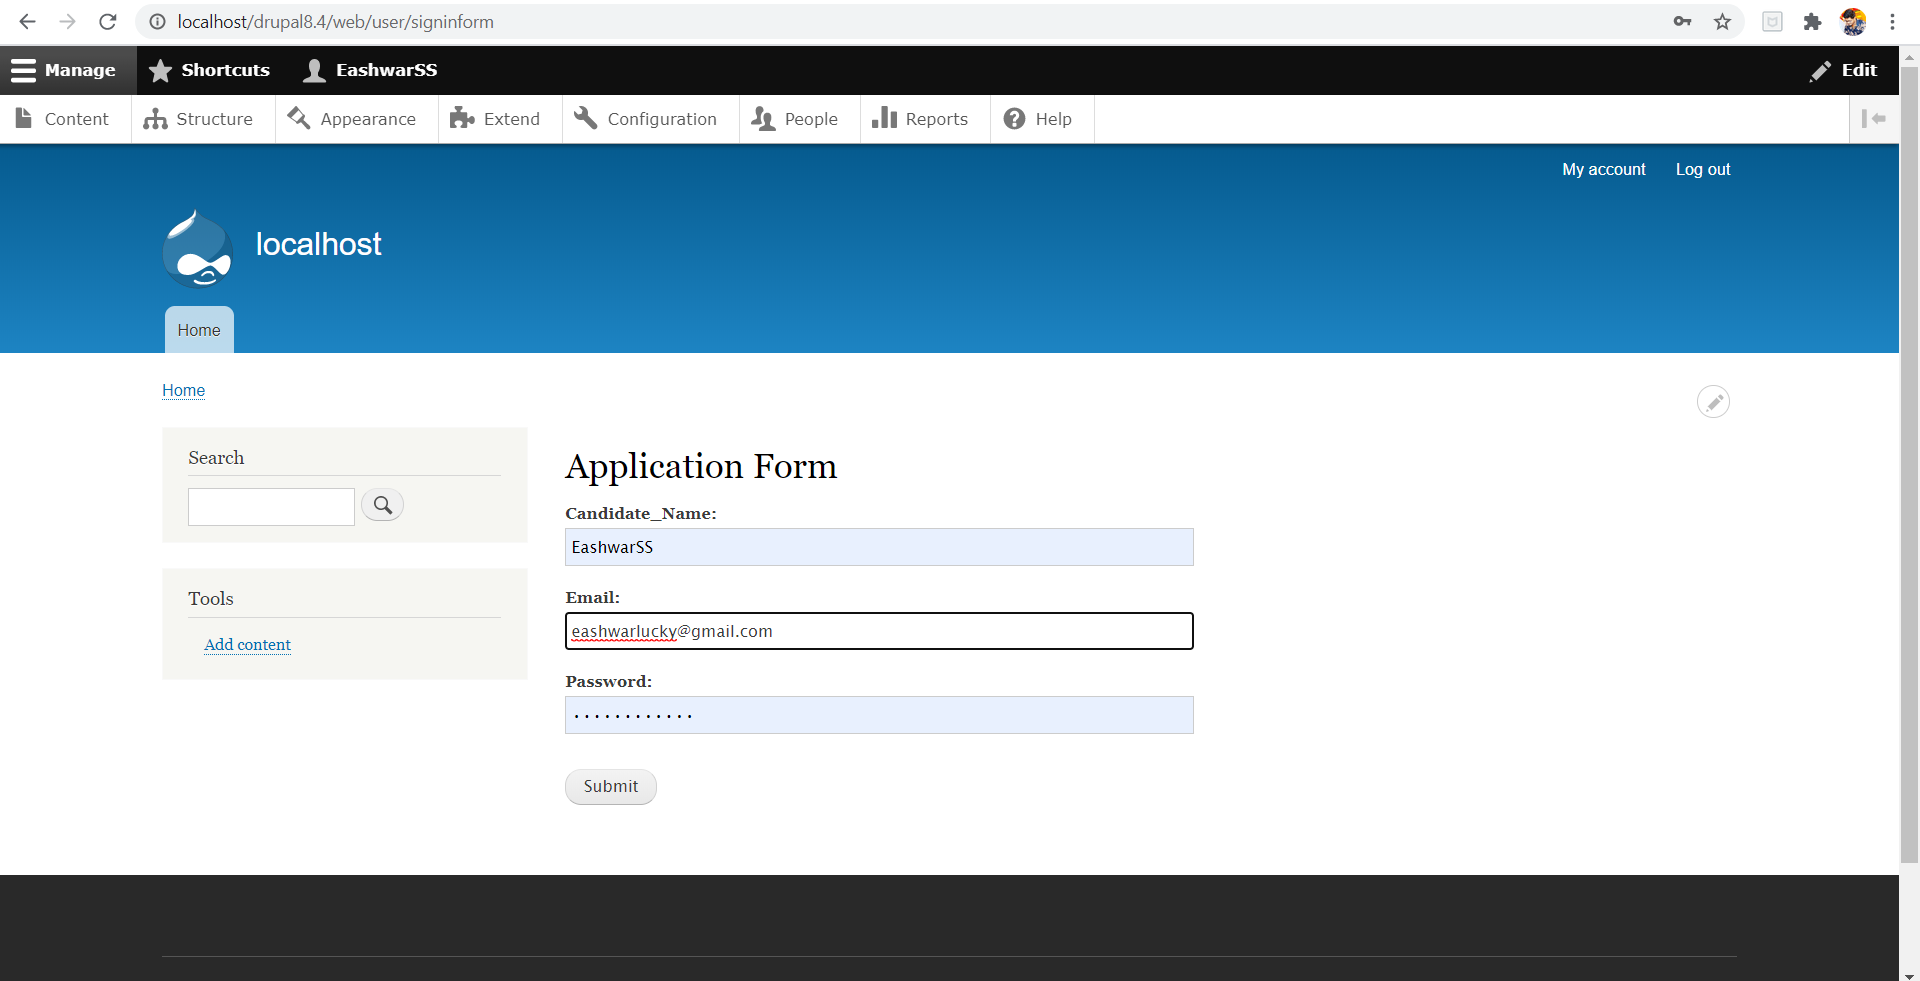 localhost/drupal8.4/web/user/signinform
Manage Shortcuts EashwarSS Edit
Content Structure Appearance Extend Configuration People Reports Help
My account Log out
localhost
Home
Home
Search
Tools
Add content
Application Form
Candidate_Name:
EashwarSS
Email:
eashwarlucky@gmail.com
Password:
............
Submit